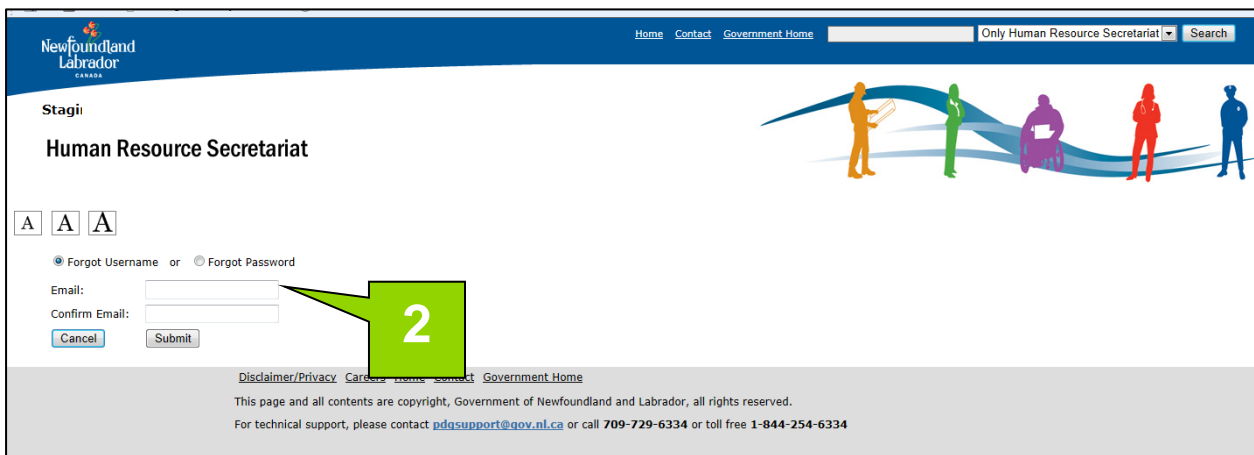 Newfoundland
Labrador
CANADA
Home Contact Government Home Only Human Resource Secretariat Search
Human Resource Secretariat
A A A
Forgot Username or Forgot Password
Email:
Confirm Email:
2
Cancel Submit
Disclaimer/Privacy Careers Home Contact Government Home
This page and all contents are copyright, Government of Newfoundland and Labrador, all rights reserved.
For technical support, please contact pdgsupport@gov.nl.ca or call 709-729-6334 or toll free 1-844-254-6334